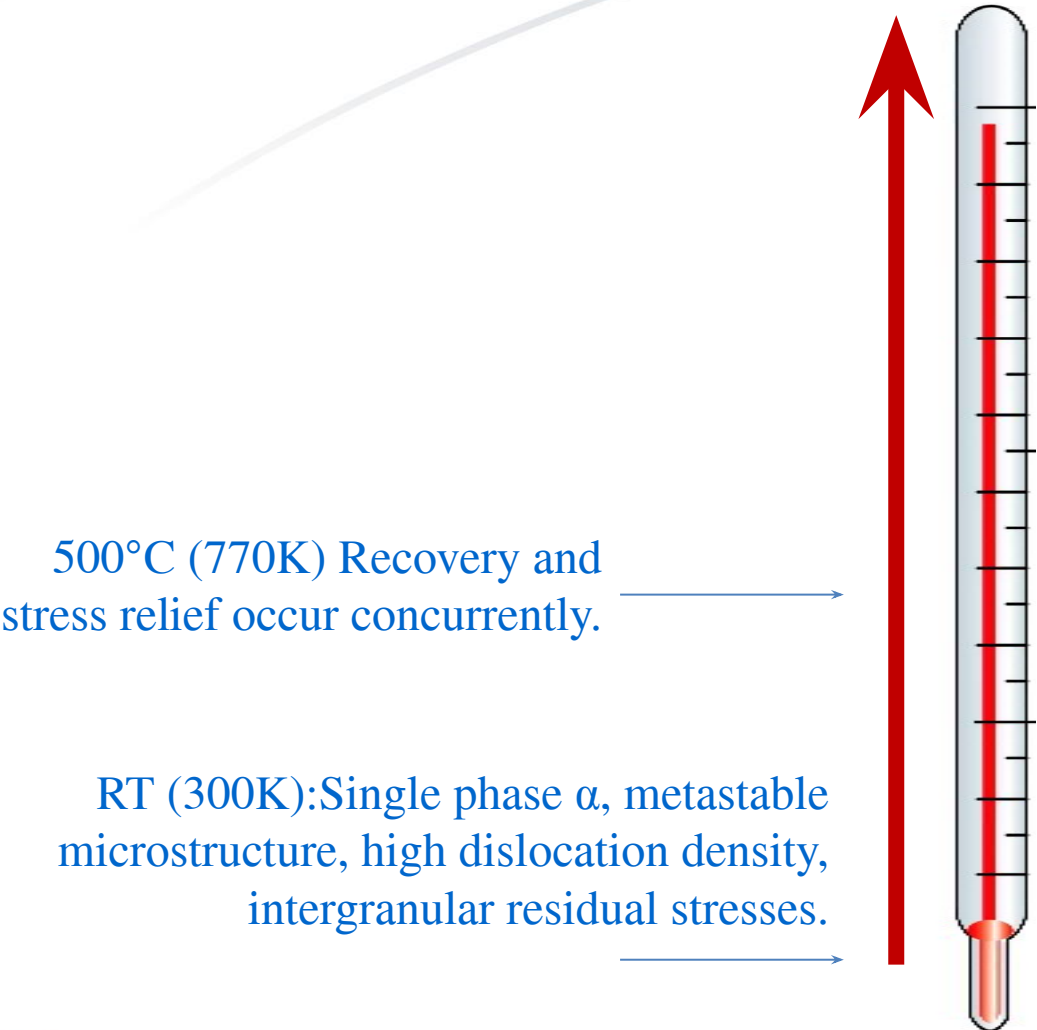 500°C (770K) Recovery and
stress relief occur concurrently.
RT (300K):Single phase α, metastable
microstructure, high dislocation density,
intergranular residual stresses.